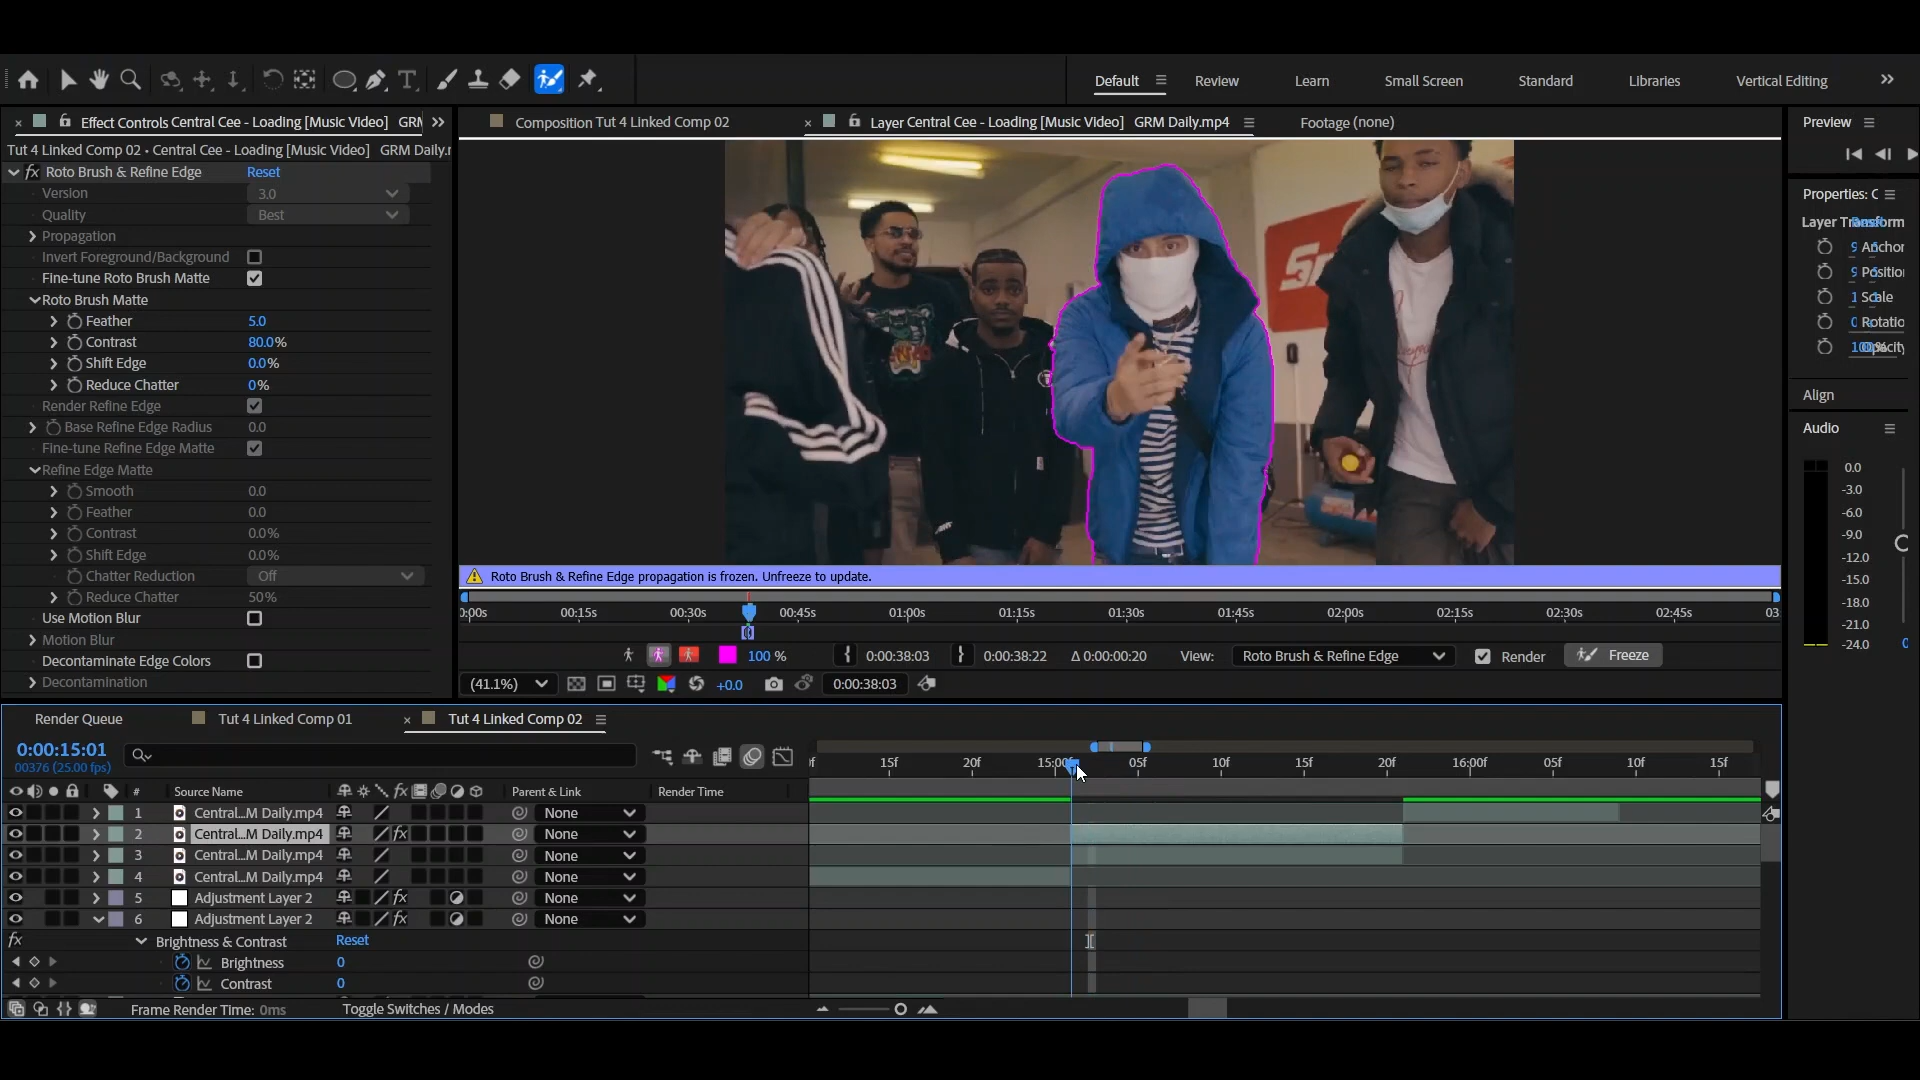 Default
Review
Learn
Small Screen
Standard
Libraries
Vertical Editing
Effect Controls Central Cee - Loading [Music Video] GRM
Composition Tut 4 Linked Comp 02
Layer Central Cee - Loading [Music Video] GRM Daily.mp4
Footage (none)
Preview
Tut 4 Linked Comp 02 • Central Cee - Loading [Music Video] GRM Daily.
fx Roto Brush & Refine Edge Reset
Version 3.0
Quality Best
Propagation
Invert Foreground/Background
Fine-tune Roto Brush Matte
Roto Brush Matte
Feather 5.0
Contrast 80.0%
Shift Edge 0.0%
Reduce Chatter 0%
Render Refine Edge
Base Refine Edge Radius 0.0
Fine-tune Refine Edge Matte
Refine Edge Matte
Smooth 0.0
Feather 0.0
Contrast 0.0%
Shift Edge 0.0%
Chatter Reduction Off
Reduce Chatter 50%
Use Motion Blur
Motion Blur
Decontaminate Edge Colors
Decontamination
Roto Brush & Refine Edge propagation is frozen. Unfreeze to update.
0:00s 00:15s 00:30s 00:45s 01:00s 01:15s 01:30s 01:45s 02:00s 02:15s 02:30s 02:45s 03
100 % 0:00:38:03 0:00:38:22 Δ 0:00:00:20 View: Roto Brush & Refine Edge Render Freeze
(41.1%) +0.0 0:00:38:03
Properties: C
Anchor
Position
Scale
Rotatio
Align
Audio
0.0
-3.0
-6.0
-9.0
-12.0
-15.0
-18.0
-21.0
-24.0
Render Queue
Tut 4 Linked Comp 01
Tut 4 Linked Comp 02
0:00:15:01
00376 (25.00 fps)
15f 20f 15:00f 05f 10f 15f 20f 16:00f 05f 10f 15f
# Source Name fx Parent & Link Render Time
1 Central...M Daily.mp4 None
2 Central...M Daily.mp4 fx None
3 Central...M Daily.mp4 None
4 Central...M Daily.mp4 None
5 Adjustment Layer 2 fx None
6 Adjustment Layer 2 fx None
fx Brightness & Contrast Reset
Brightness 0
Contrast 0
Frame Render Time: 0ms
Toggle Switches / Modes